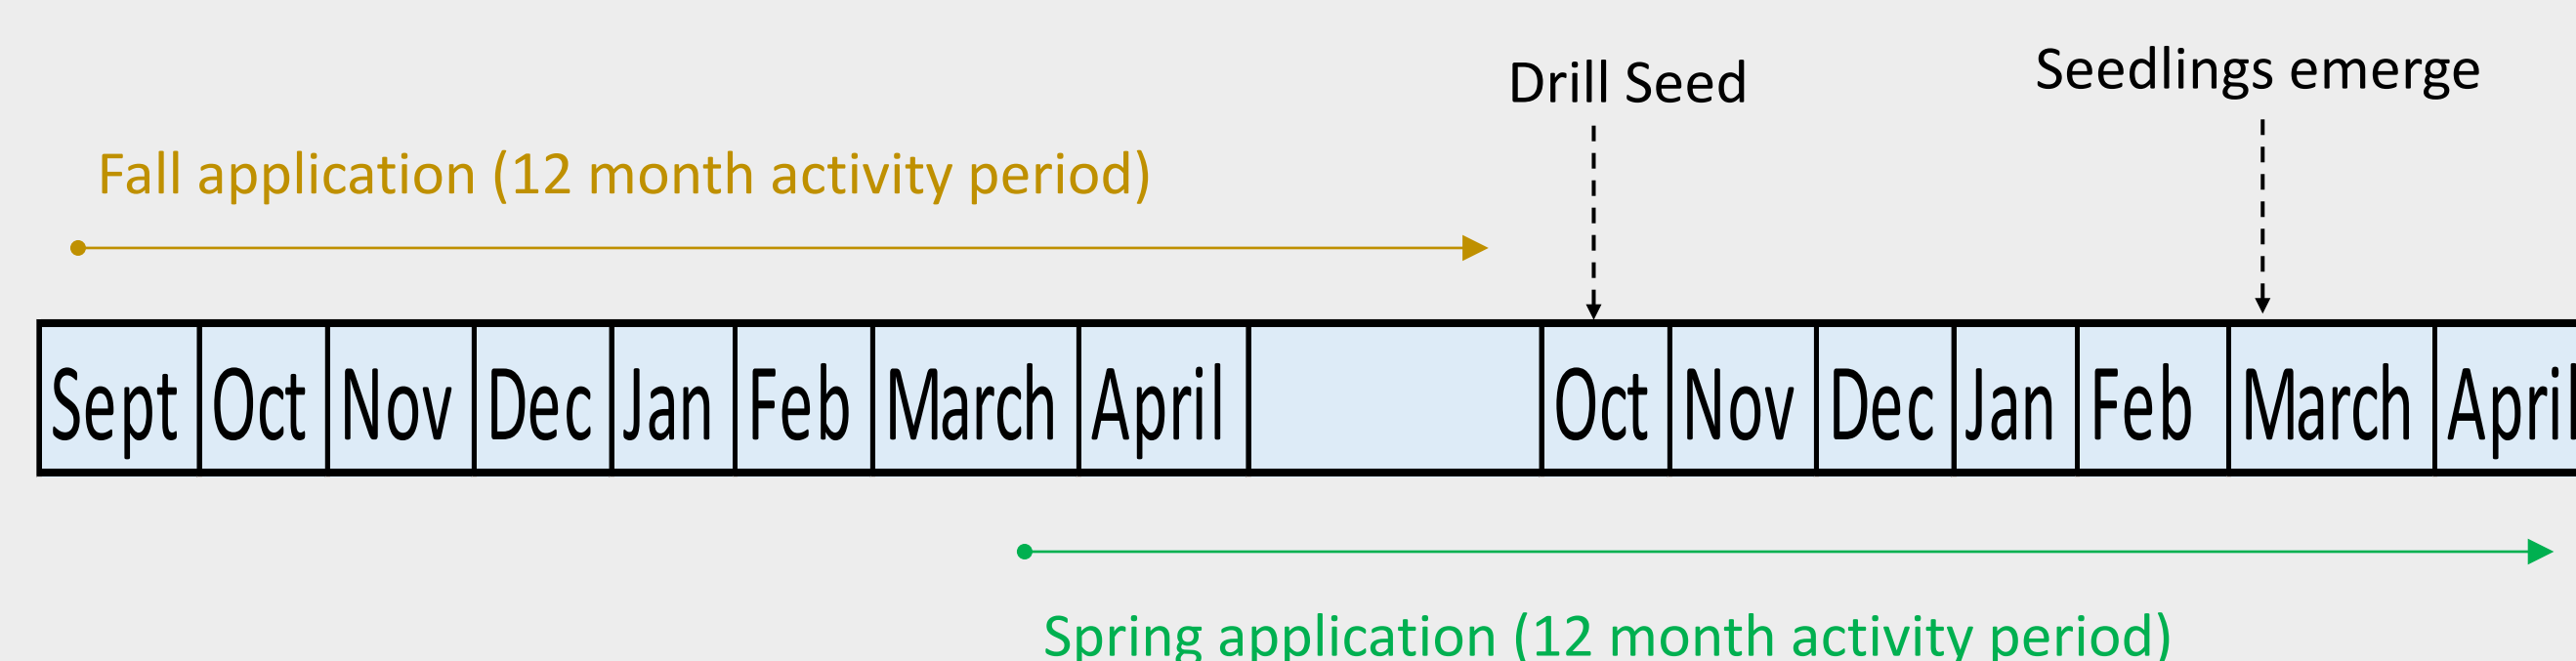 Drill Seed
Seedlings emerge
Fall application (12 month activity period)
Sept Oct Nov Dec Jan Feb March April Oct Nov Dec Jan Feb March April
Spring application (12 month activity period)